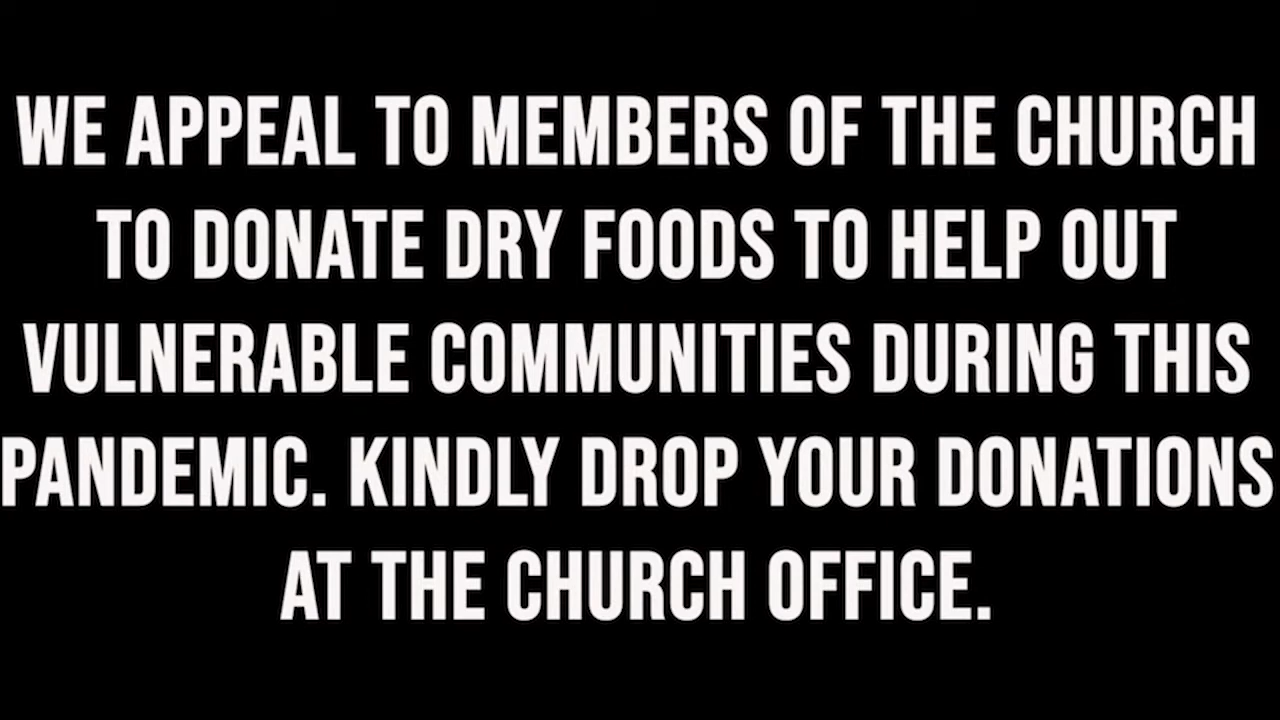 WE APPEAL TO MEMBERS OF THE CHURCH
TO DONATE DRY FOODS TO HELP OUT
VULNERABLE COMMUNITIES DURING THIS
PANDEMIC. KINDLY DROP YOUR DONATIONS
AT THE CHURCH OFFICE.